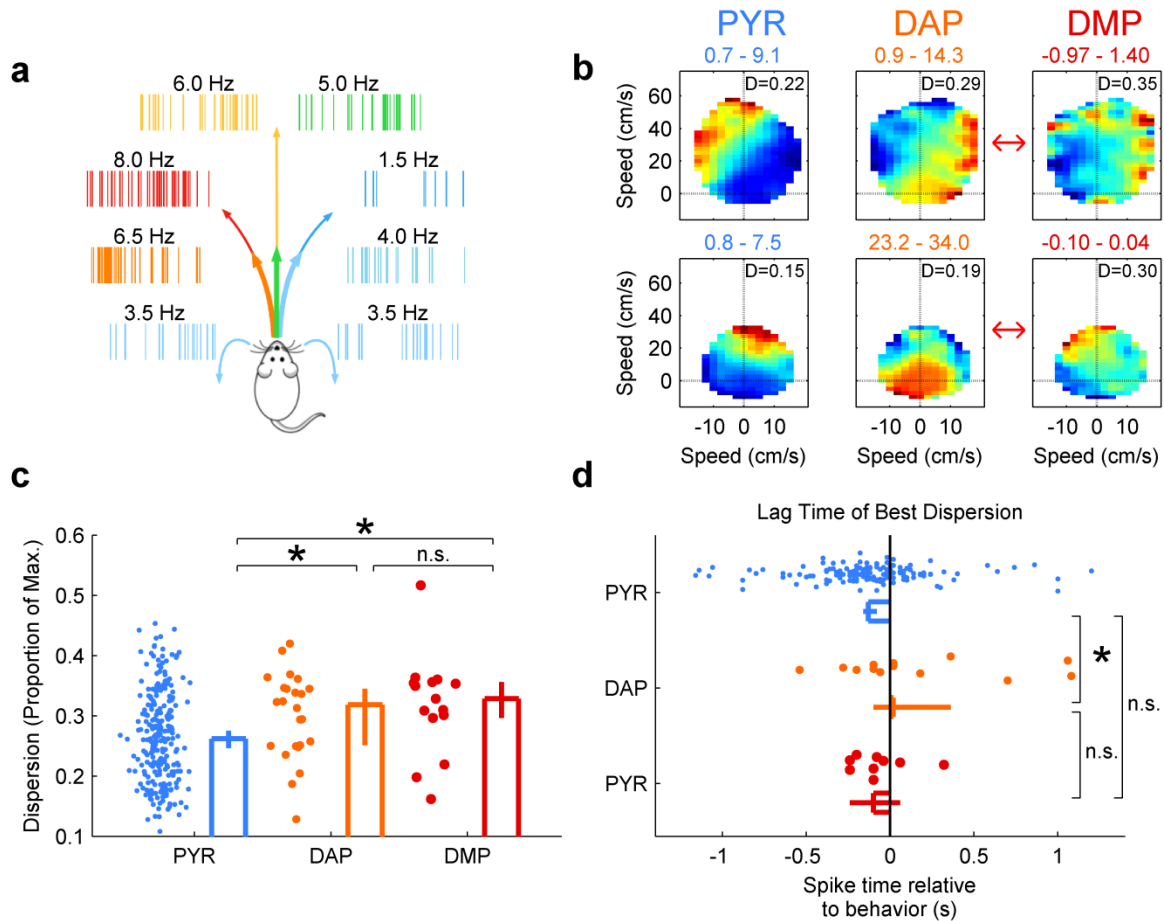 a
6.0 Hz
5.0 Hz
8.0 Hz
1.5 Hz
6.5 Hz
4.0 Hz
3.5 Hz
3.5 Hz
b
PYR
DAP
DMP
0.7 - 9.1
0.9 - 14.3
-0.97 - 1.40
D=0.22
D=0.29
D=0.35
Speed (cm/s)
60
40
20
0
0.8 - 7.5
23.2 - 34.0
-0.10 - 0.04
D=0.15
D=0.19
D=0.30
Speed (cm/s)
60
40
20
0
-10 0 10
-10 0 10
-10 0 10
Speed (cm/s)
Speed (cm/s)
c
Dispersion (Proportion of Max.)
0.6
0.5
0.4
0.3
0.2
0.1
*
*
n.s.
PYR
DAP
DMP
d
Lag Time of Best Dispersion
PYR
DAP
PYR
*
n.s.
n.s.
-1
-0.5
0
0.5
1
Spike time relative
to behavior (s)